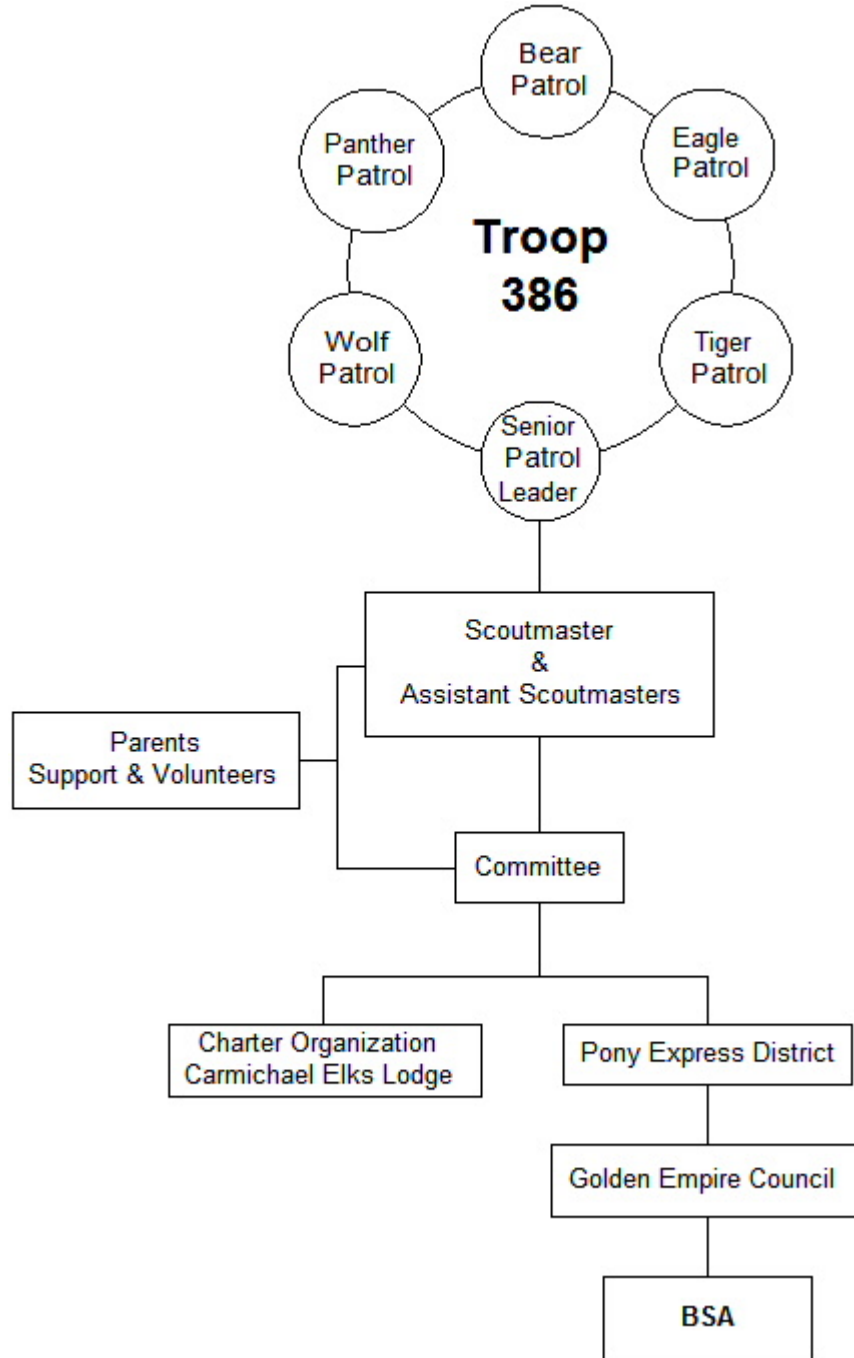 Bear
Patrol
Panther
Patrol
Eagle
Patrol
Troop
386
Wolf
Patrol
Tiger
Patrol
Senior
Patrol
Leader
Scoutmaster
&
Assistant Scoutmasters
Parents
Support & Volunteers
Committee
Charter Organization
Carmichael Elks Lodge
Pony Express District
Golden Empire Council
BSA